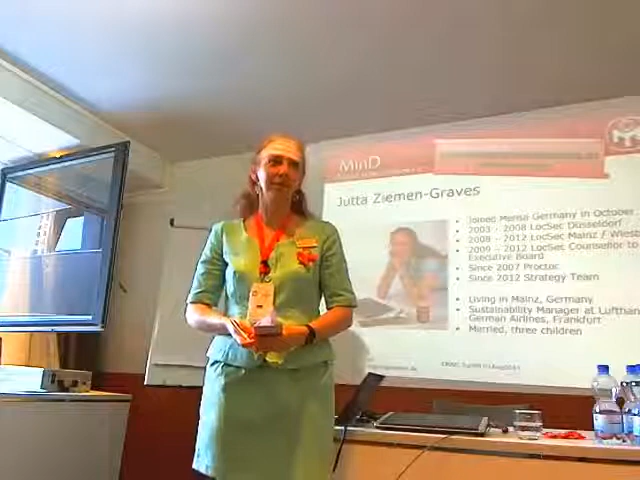 MinD
Jutta Ziemen-Graves
• Joined Mensa Germany in October
• 2003 - 2008 LocSec Düsseldorf
• 2008 - 2012 LocSec Mainz / Wiesb
• 2009 - 2012 LocSec Counsellor to
Executive Board
• Since 2007 Proctor
• Since 2012 Strategy Team
• Living in Mainz, Germany
• Sustainability Manager at Lufthansa
German Airlines, Frankfurt
• Married, three children